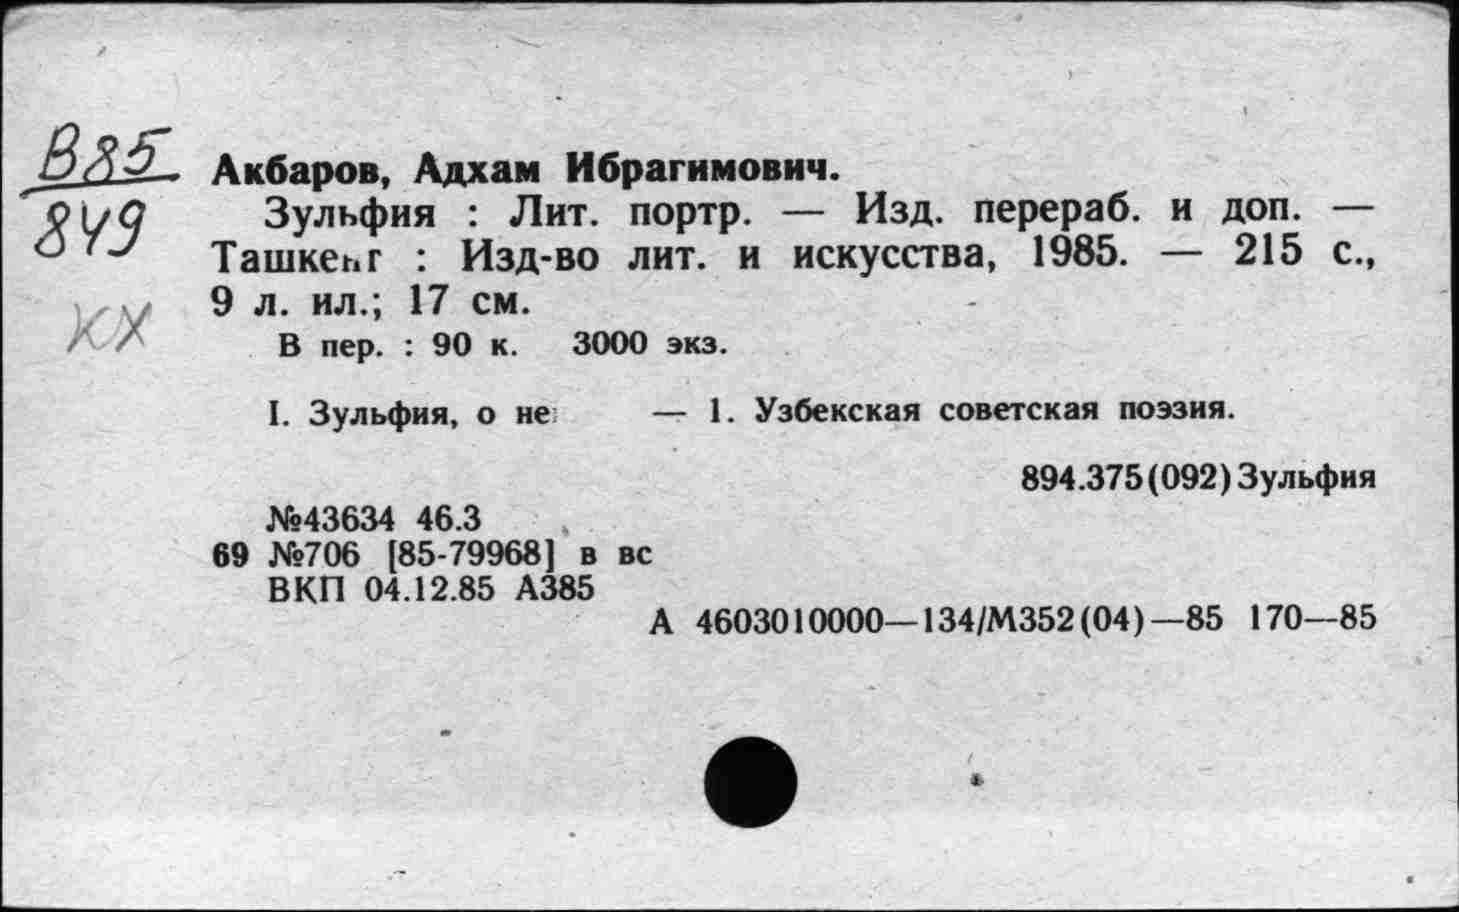 В85
849
КХ
Акбаров, Адхам Ибрагимович.
Зульфия : Лит. портр. — Изд. перераб. и доп. —
Ташкент : Изд-во лит. и искусства, 1985. — 215 с.,
9 л. ил.; 17 см.
В пер. : 90 к. 3000 экз.
I. Зульфия, о не — 1. Узбекская советская поэзия.
894.375(092)Зульфия
№43634 46.3
69 №706 [85-79968] в вс
ВКП 04.12.85 А385
А 4603010000—134/М352(04)—85 170—85